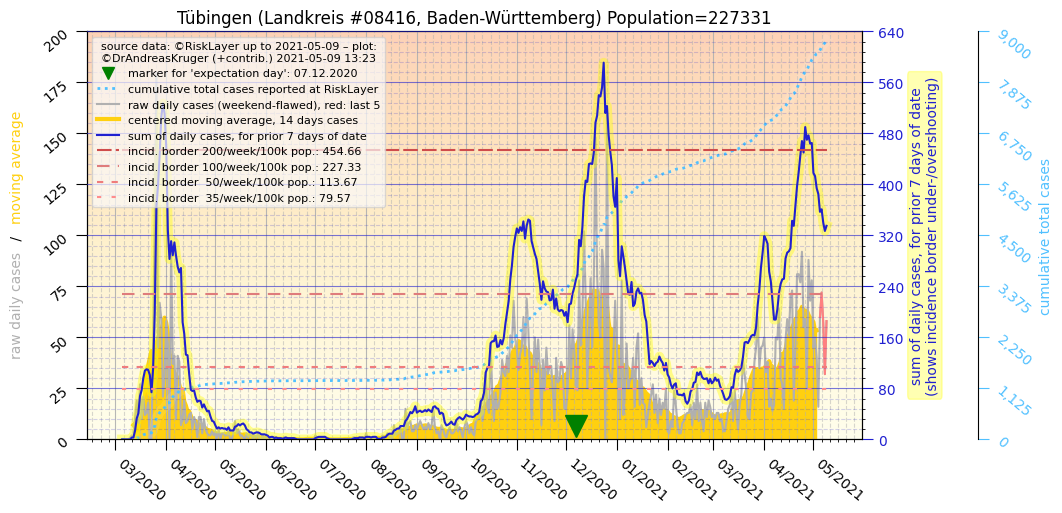 Tübingen (Landkreis #08416, Baden-Württemberg) Population=227331
source data: ©RiskLayer up to 2021-05-09 – plot:
©DrAndreasKruger (+contrib.) 2021-05-09 13:23
marker for 'expectation day': 07.12.2020
cumulative total cases reported at RiskLayer
raw daily cases (weekend-flawed), red: last 5
centered moving average, 14 days cases
sum of daily cases, for prior 7 days of date
incid. border 200/week/100k pop.: 454.66
incid. border 100/week/100k pop.: 227.33
incid. border  50/week/100k pop.: 113.67
incid. border  35/week/100k pop.: 79.57
raw daily cases / moving average
200
175
150
125
100
75
50
25
0
03/2020
04/2020
05/2020
06/2020
07/2020
08/2020
09/2020
10/2020
11/2020
12/2020
01/2021
02/2021
03/2021
04/2021
05/2021
640
560
480
400
320
240
160
80
0
sum of daily cases, for prior 7 days of date
(shows incidence border under-/overshooting)
9,000
7,875
6,750
5,625
4,500
3,375
2,250
1,125
0
cumulative total cases